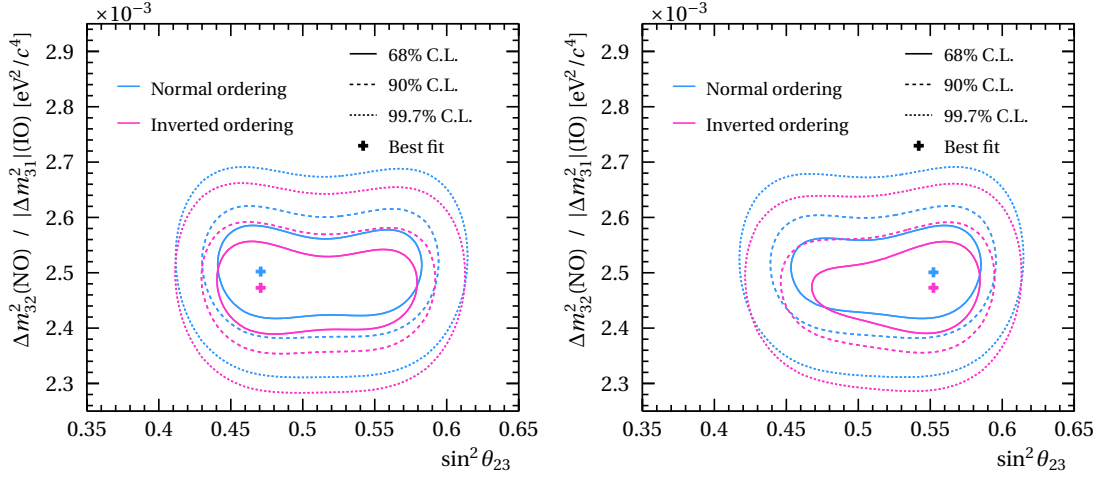 ×10⁻³
Δm²₃₂(NO) / |Δm²₃₁|(IO) [eV²/c⁴]
2.9
2.8
2.7
2.6
2.5
2.4
2.3
0.35 0.4 0.45 0.5 0.55 0.6 0.65
sin² θ₂₃
Normal ordering
Inverted ordering
68% C.L.
90% C.L.
99.7% C.L.
Best fit
×10⁻³
Δm²₃₂(NO) / |Δm²₃₁|(IO) [eV²/c⁴]
2.9
2.8
2.7
2.6
2.5
2.4
2.3
0.35 0.4 0.45 0.5 0.55 0.6 0.65
sin² θ₂₃
Normal ordering
Inverted ordering
68% C.L.
90% C.L.
99.7% C.L.
Best fit